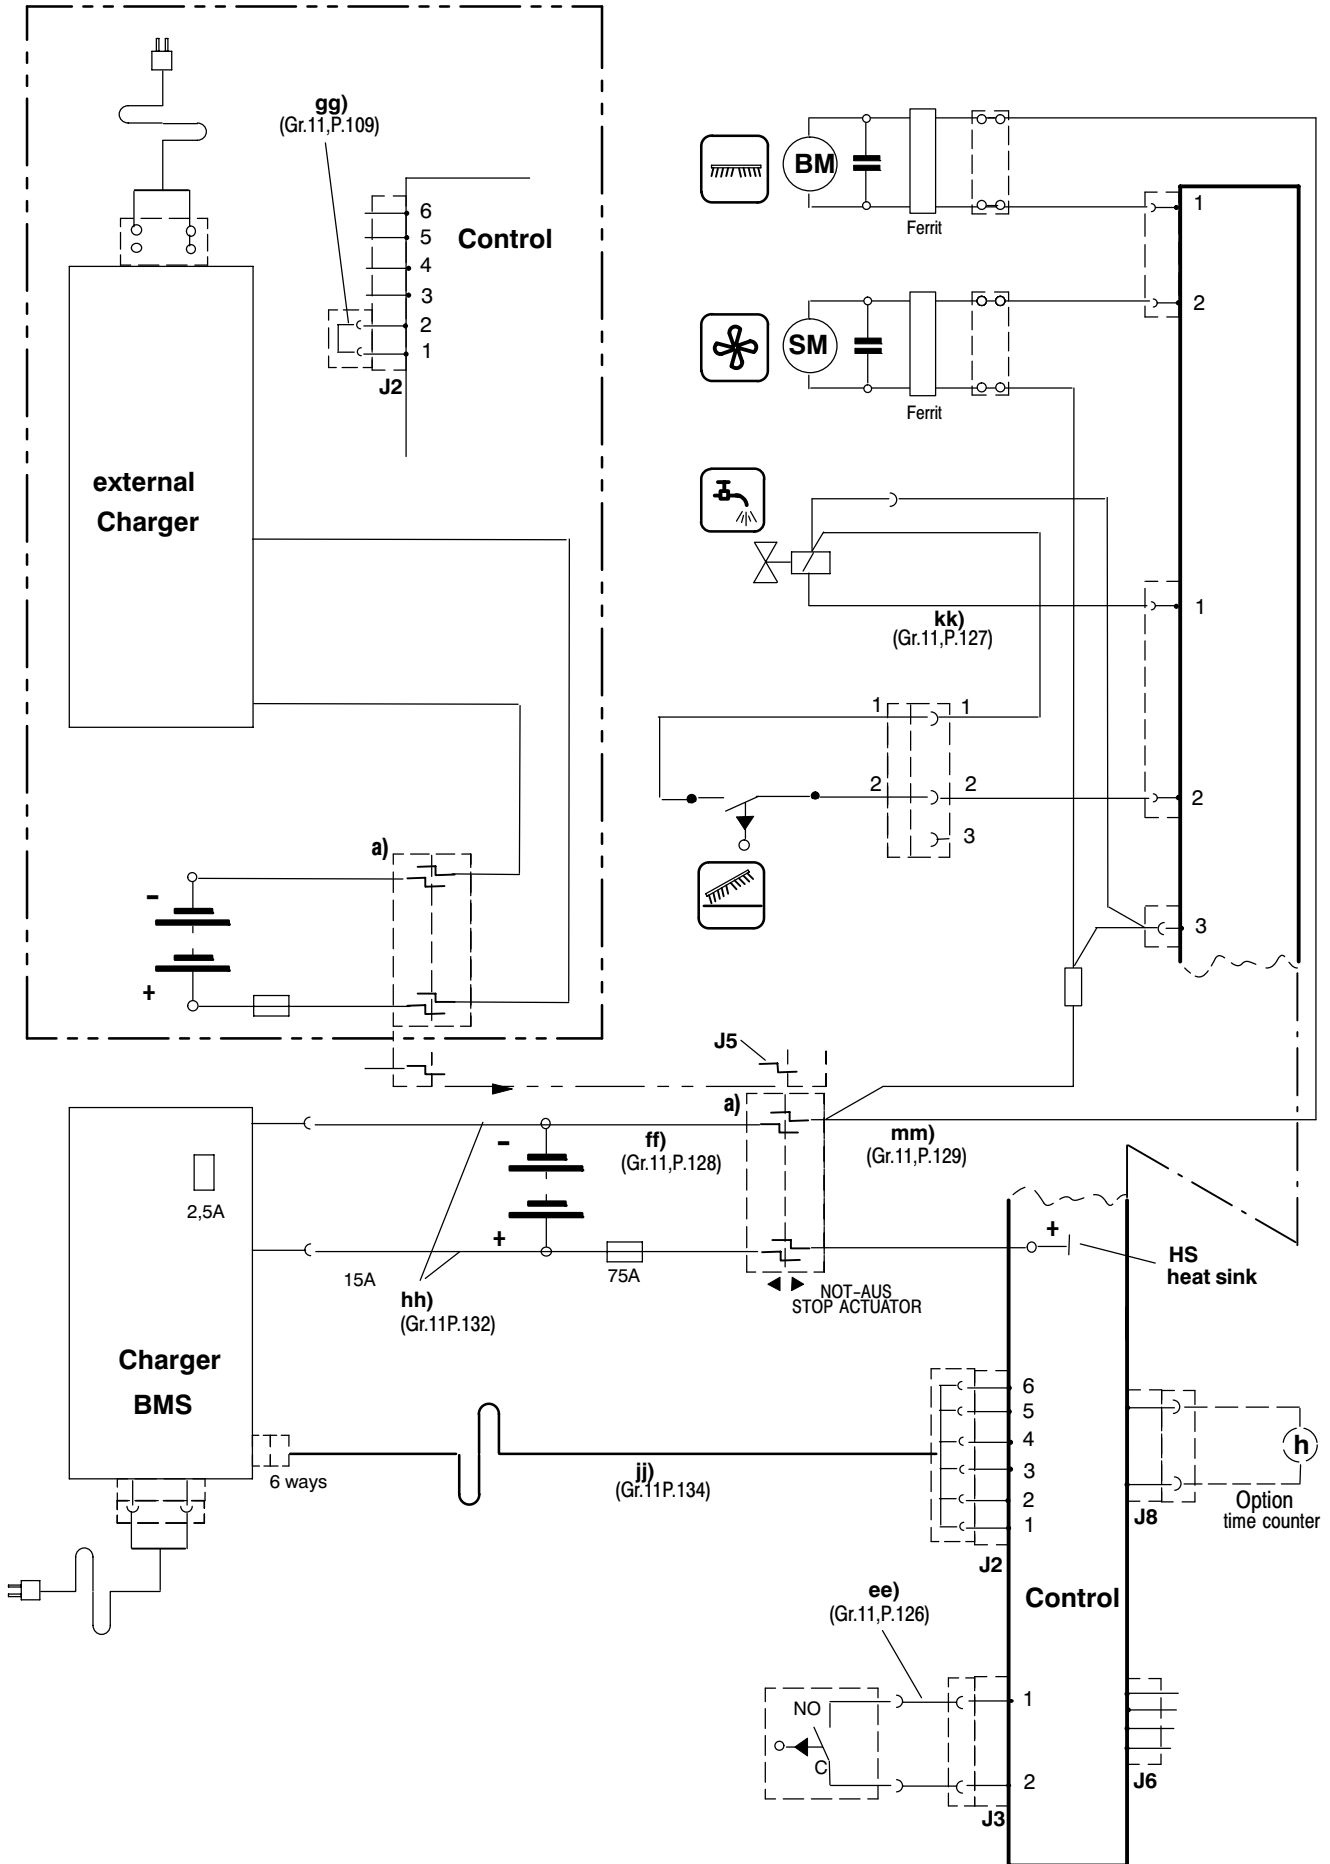 gg)
(Gr.11,P.109)
6
5
4
3
2
1
Control
J2
external
Charger
a)
-
+
BM
Ferrit
1
2
SM
Ferrit
kk)
(Gr.11,P.127)
1
1 1
2 2
3
2
3
J5
a)
-
+
ff)
(Gr.11,P.128)
mm)
(Gr.11,P.129)
2,5A
15A
75A
hh)
(Gr.11P.132)
NOT-AUS
STOP ACTUATOR
+
HS
heat sink
Charger
BMS
6 ways
jj)
(Gr.11P.134)
6
5
4
3
2
1
J2
h
Option
time counter
J8
Control
ee)
(Gr.11,P.126)
NO
C
1
2
J3
J6